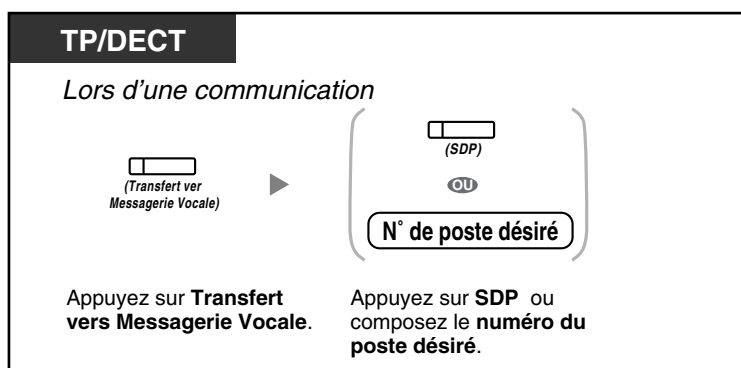 TP/DECT
Lors d'une communication
(Transfert ver
Messagerie Vocale)
(SDP)
OU
N° de poste désiré
Appuyez sur Transfert
vers Messagerie Vocale.
Appuyez sur SDP ou
composez le numéro du
poste désiré.